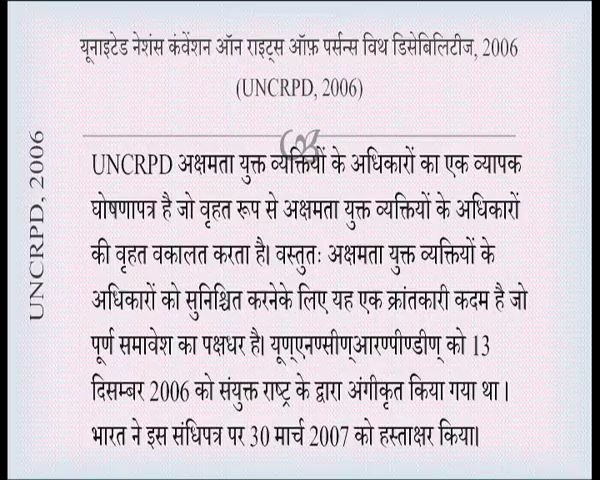 यूनाइटेड नेशंस कंवेंशन ऑन राइट्स ऑफ़ पर्सन्स विथ डिसेबिलिटीज, 2006
(UNCRPD, 2006)
UNCRPD, 2006
UNCRPD अक्षमता युक्त व्यक्तियों के अधिकारों का एक व्यापक
घोषणापत्र है जो वृहत रूप से अक्षमता युक्त व्यक्तियों के अधिकारों
की वृहत वकालत करता है। वस्तुतः अक्षमता युक्त व्यक्तियों के
अधिकारों को सुनिश्चित करनेके लिए यह एक क्रांतकारी कदम है जो
पूर्ण समावेश का पक्षधर है। यूण्एनण्सीण्आरण्पीण्डीण् को 13
दिसम्बर 2006 को संयुक्त राष्ट्र के द्वारा अंगीकृत किया गया था ।
भारत ने इस संधिपत्र पर 30 मार्च 2007 को हस्ताक्षर किया।